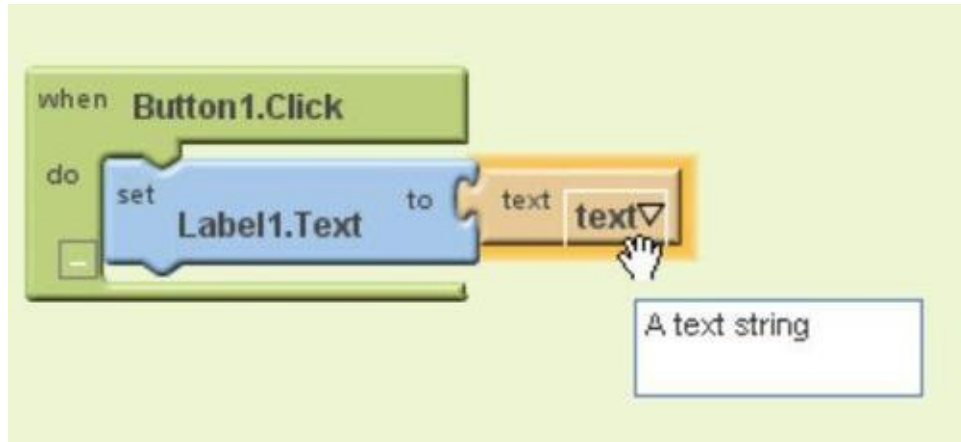 when Button1.Click
do
set Label1.Text to
text text
A text string